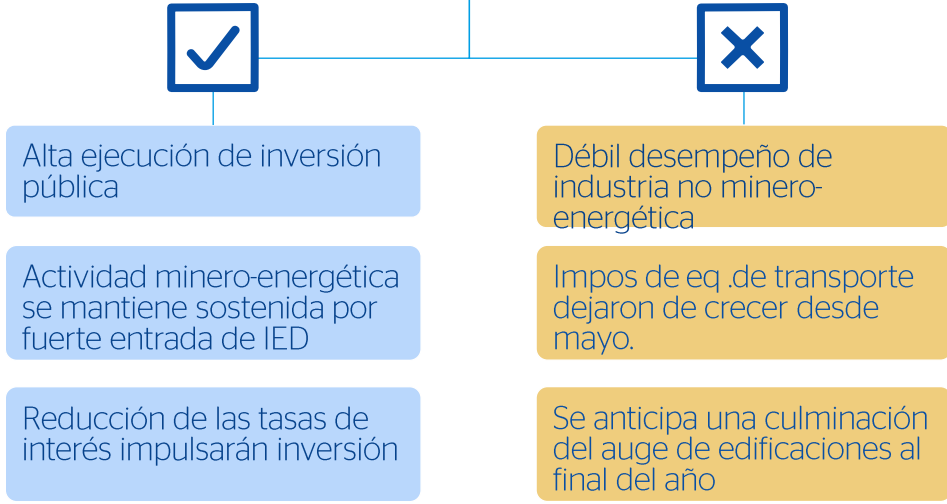 Alta ejecución de inversión
pública
Actividad minero-energética
se mantiene sostenida por
fuerte entrada de IED
Reducción de las tasas de
interés impulsarán inversión
Débil desempeño de
industria no minero-
energética
Impos de eq .de transporte
dejaron de crecer desde
mayo.
Se anticipa una culminación
del auge de edificaciones al
final del año